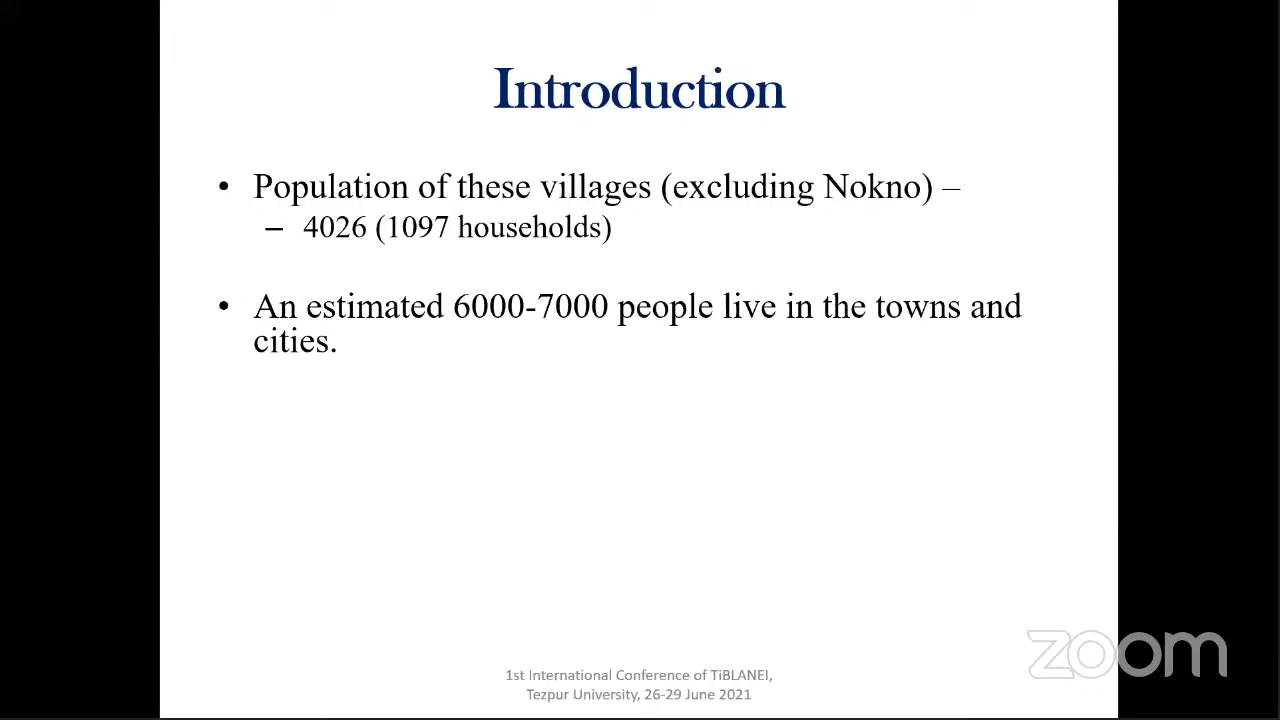 Introduction
• Population of these villages (excluding Nokno) –
– 4026 (1097 households)
• An estimated 6000-7000 people live in the towns and
cities.
zoom
1st International Conference of TiBLANEI,
Tezpur University, 26-29 June 2021